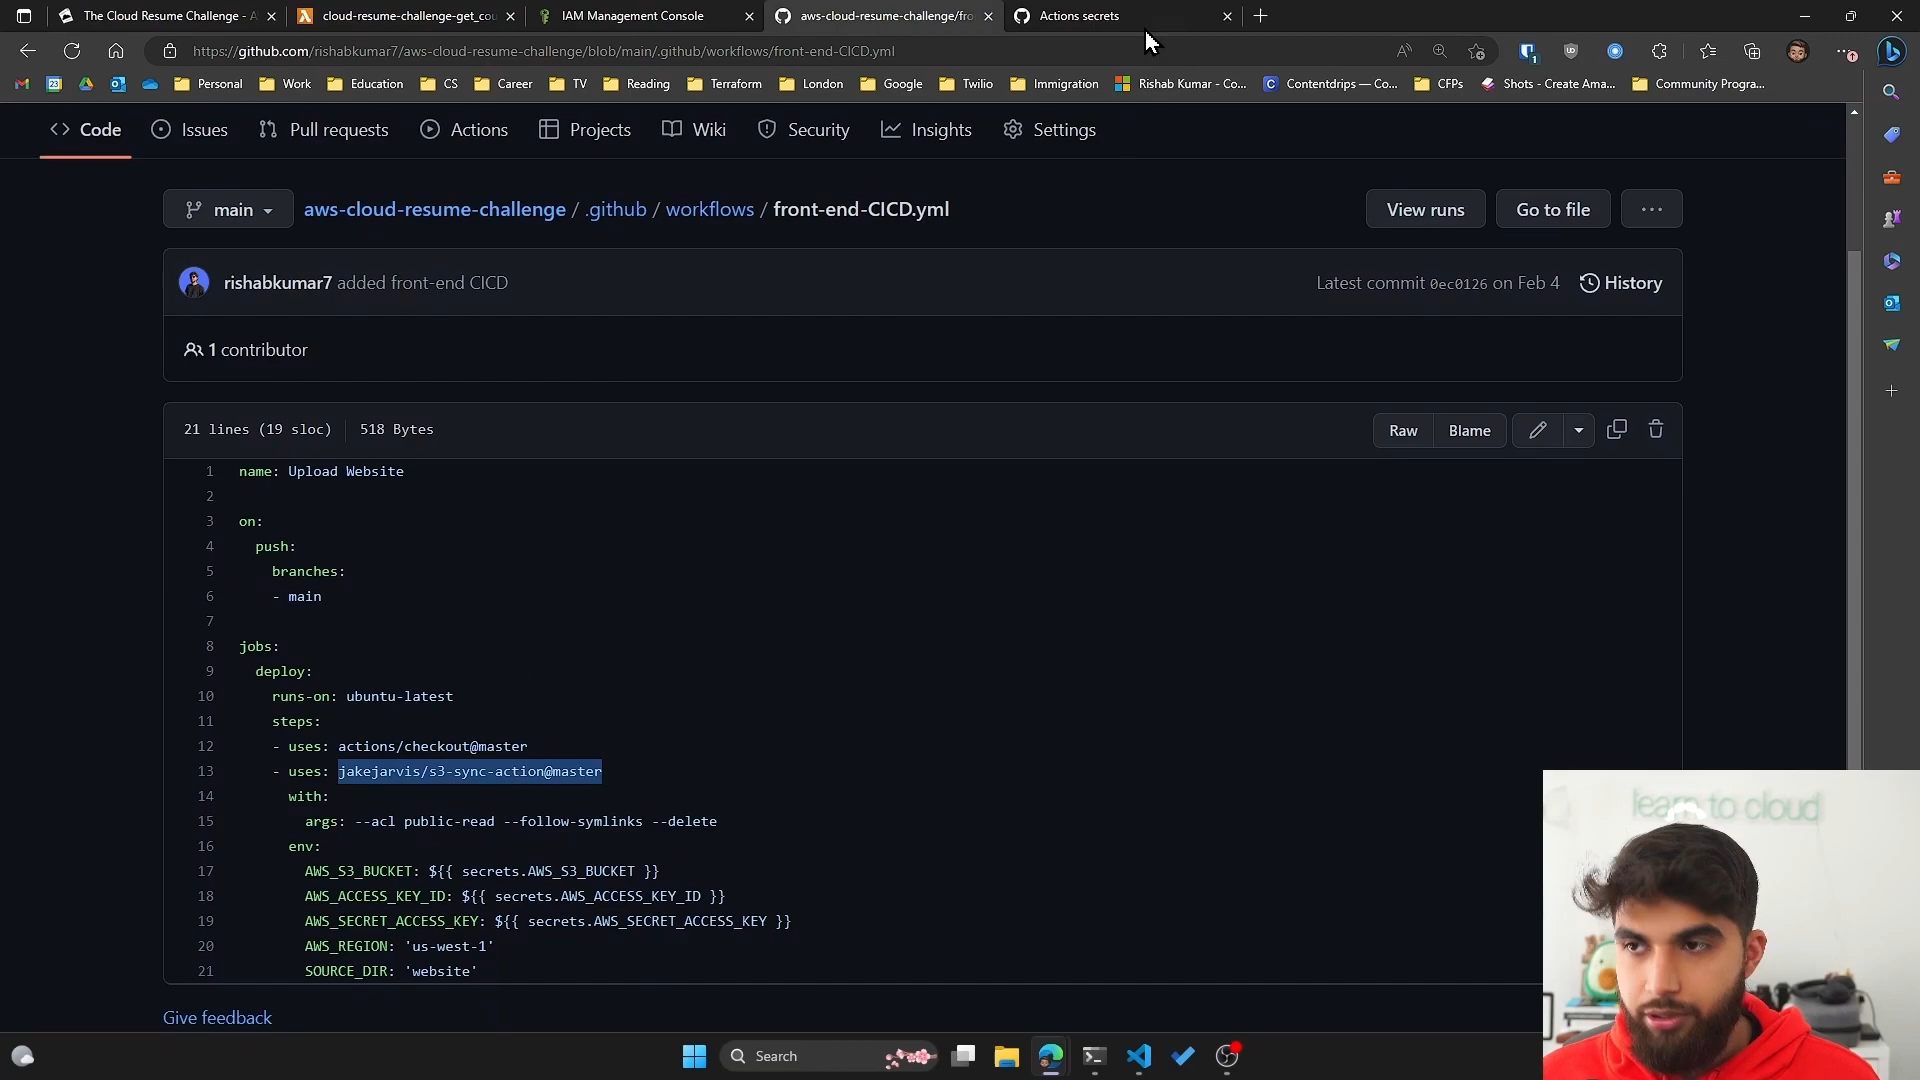 The Cloud Resume Challenge - A
cloud-resume-challenge-get_cou
IAM Management Console
aws-cloud-resume-challenge/fro
Actions secrets
https://github.com/rishabkumar7/aws-cloud-resume-challenge/blob/main/.github/workflows/front-end-CICD.yml
Personal
Work
Education
CS
Career
TV
Reading
Terraform
London
Google
Twilio
Immigration
Rishab Kumar - Co...
Contentdrips — Co...
CFPs
Shots - Create Ama...
Community Progra...
Code
Issues
Pull requests
Actions
Projects
Wiki
Security
Insights
Settings
main
aws-cloud-resume-challenge / .github / workflows / front-end-CICD.yml
View runs
Go to file
...
rishabkumar7 added front-end CICD
Latest commit 0ec0126 on Feb 4
History
1 contributor
21 lines (19 sloc)
518 Bytes
Raw
Blame
1 name: Upload Website
2
3 on:
4 push:
5 branches:
6 - main
7
8 jobs:
9 deploy:
10 runs-on: ubuntu-latest
11 steps:
12 - uses: actions/checkout@master
13 - uses: jakejarvis/s3-sync-action@master
14 with:
15 args: --acl public-read --follow-symlinks --delete
16 env:
17 AWS_S3_BUCKET: ${{ secrets.AWS_S3_BUCKET }}
18 AWS_ACCESS_KEY_ID: ${{ secrets.AWS_ACCESS_KEY_ID }}
19 AWS_SECRET_ACCESS_KEY: ${{ secrets.AWS_SECRET_ACCESS_KEY }}
20 AWS_REGION: 'us-west-1'
21 SOURCE_DIR: 'website'
learn to cloud
Give feedback
Search